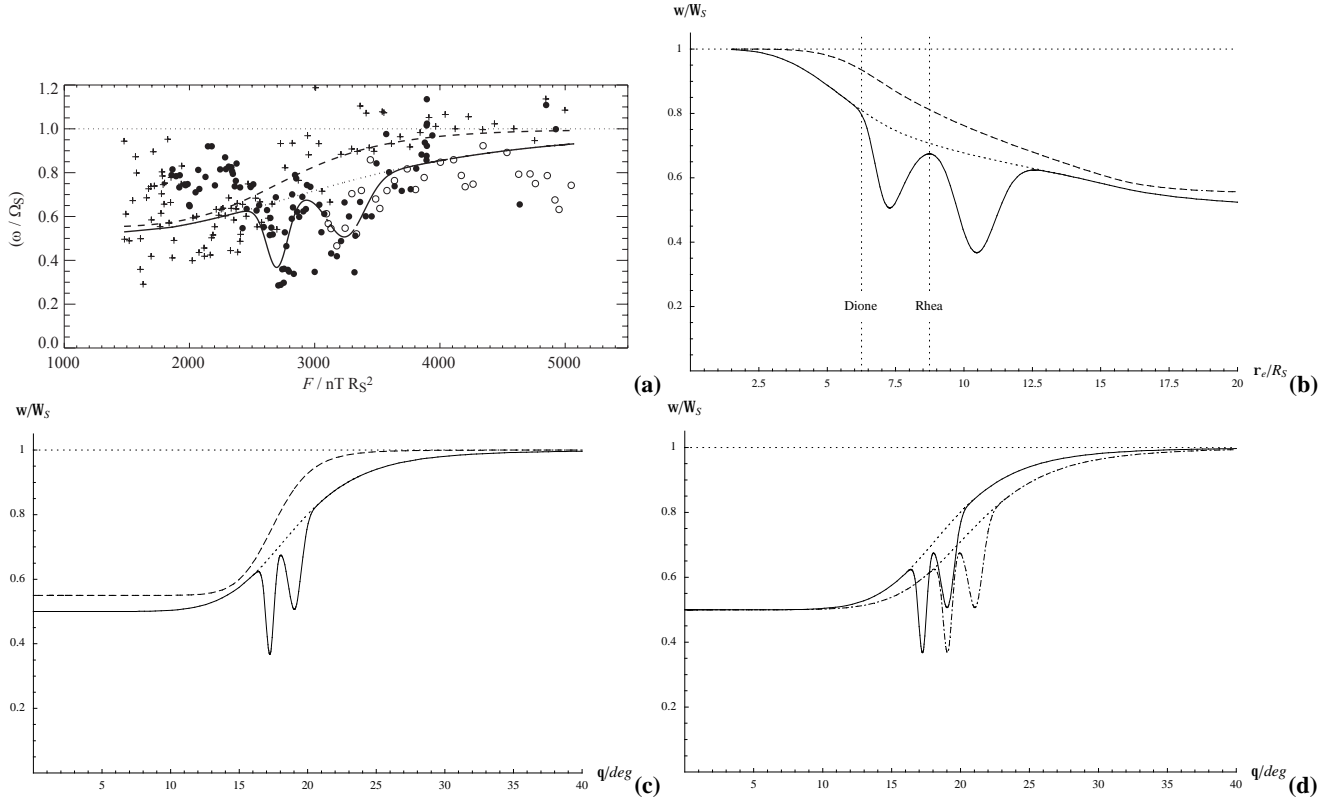 w/W_S
1.2
1.0
0.8
0.6
0.4
0.2
0.0
(ω / Ω_S)
1000 2000 3000 4000 5000
F / nT R_S²
(a)
1
0.8
0.6
0.4
0.2
Dione Rhea
2.5 5 7.5 10 12.5 15 17.5 20
r_e/R_S
(b)
w/W_S
1
0.8
0.6
0.4
0.2
5 10 15 20 25 30 35 40
q/deg
(c)
w/W_S
1
0.8
0.6
0.4
0.2
5 10 15 20 25 30 35 40
q/deg
(d)